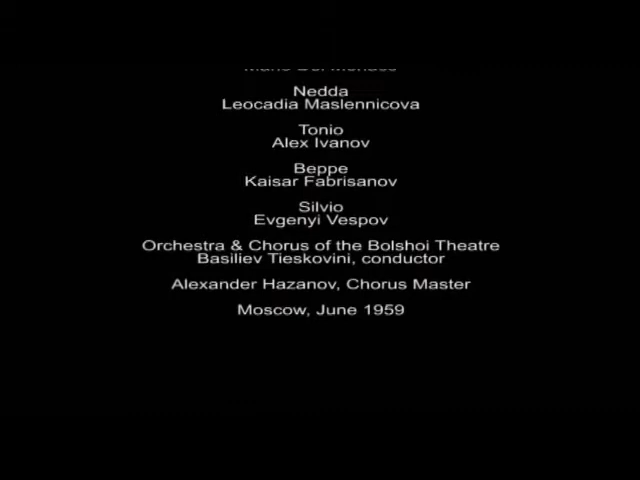 Nedda
Leocadia Maslennicova
Tonio
Alex Ivanov
Beppe
Kaisar Fabrisanov
Silvio
Evgenyi Vespov
Orchestra & Chorus of the Bolshoi Theatre
Basiliev Tieskovini, conductor
Alexander Hazanov, Chorus Master
Moscow, June 1959